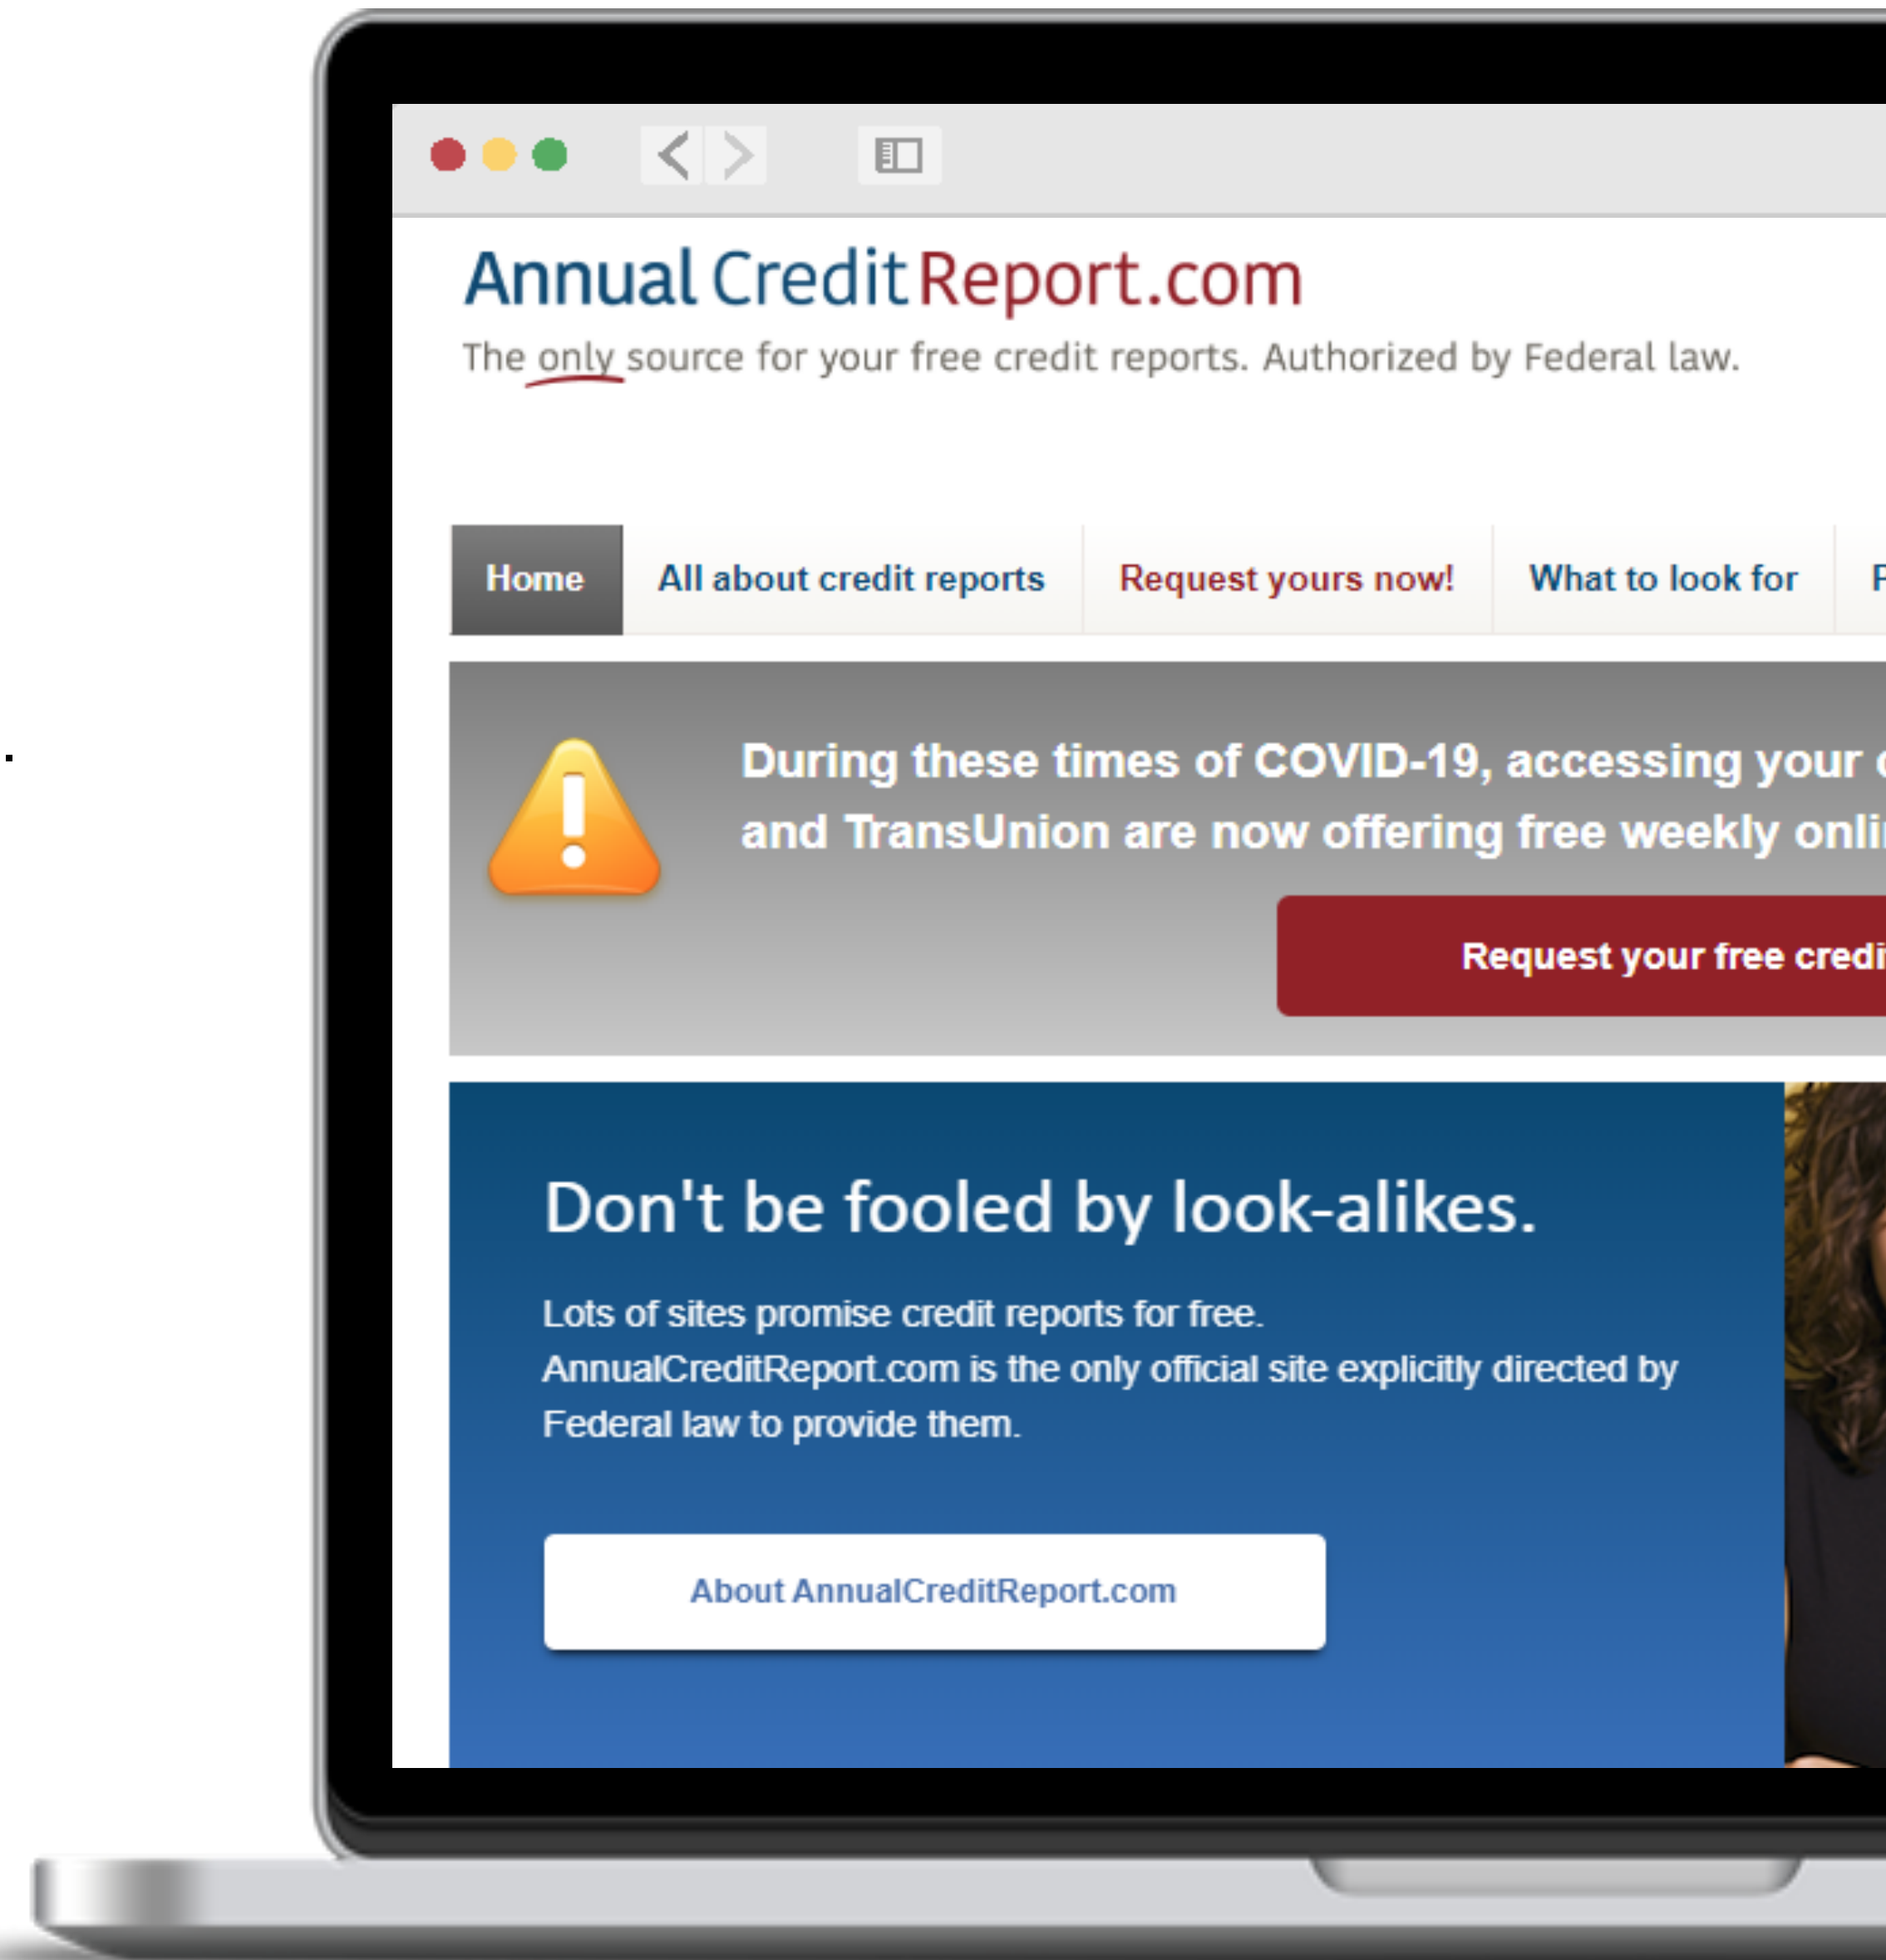 Annual Credit Report.com
The only source for your free credit reports. Authorized by Federal law.
Home All about credit reports Request yours now! What to look for
.
During these times of COVID-19, accessing your
and TransUnion are now offering free weekly
Request your free
Don't be fooled by look-alikes.
Lots of sites promise credit reports for free.
AnnualCreditReport.com is the only official site explicitly directed by
Federal law to provide them.
About AnnualCreditReport.com